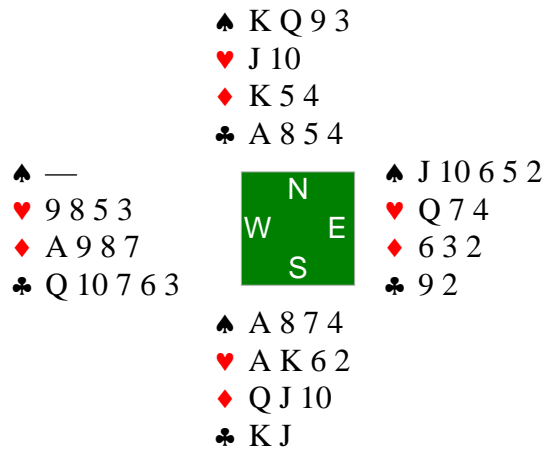 ♠ K Q 9 3
♥ J 10
♦ K 5 4
♣ A 8 5 4
♠ —
♥ 9 8 5 3
♦ A 9 8 7
♣ Q 10 7 6 3
N
W E
S
♠ J 10 6 5 2
♥ Q 7 4
♦ 6 3 2
♣ 9 2
♠ A 8 7 4
♥ A K 6 2
♦ Q J 10
♣ K J